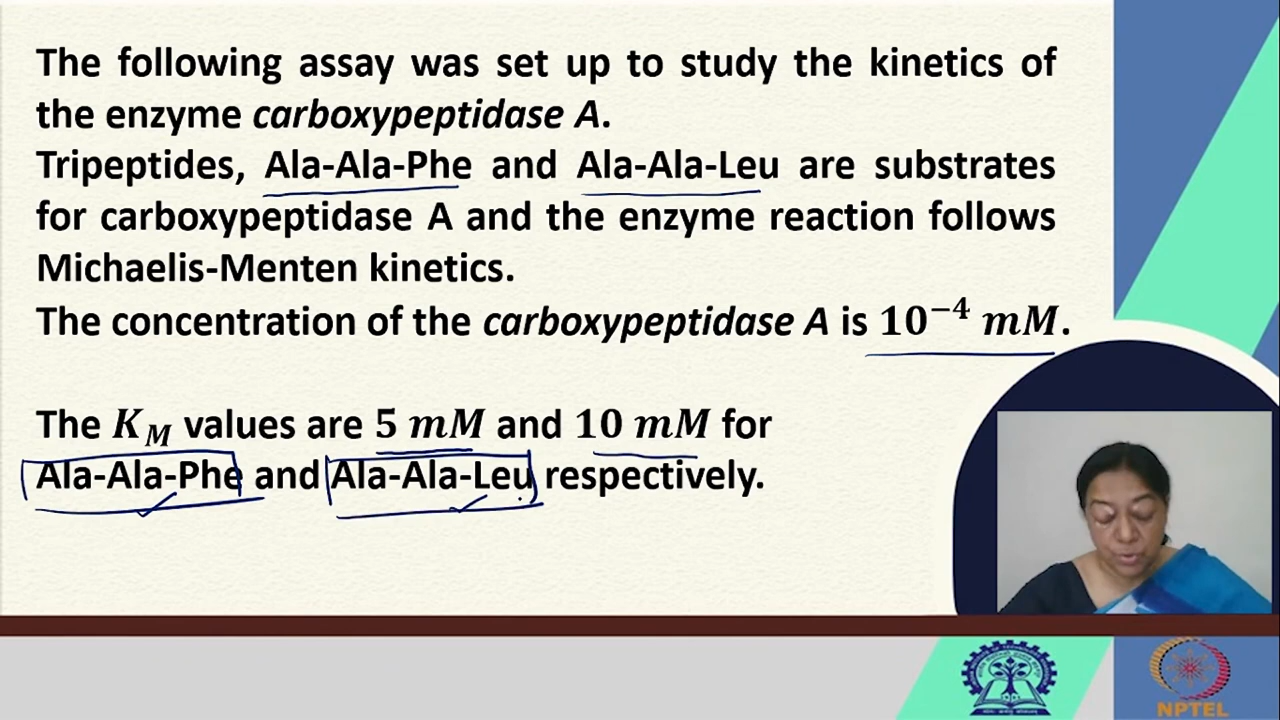 The following assay was set up to study the kinetics of
the enzyme carboxypeptidase A.
Tripeptides, Ala-Ala-Phe and Ala-Ala-Leu are substrates
for carboxypeptidase A and the enzyme reaction follows
Michaelis-Menten kinetics.
The concentration of the carboxypeptidase A is 10⁻⁴ mM.
The K_M values are 5 mM and 10 mM for
Ala-Ala-Phe and Ala-Ala-Leu respectively.
NPTEL